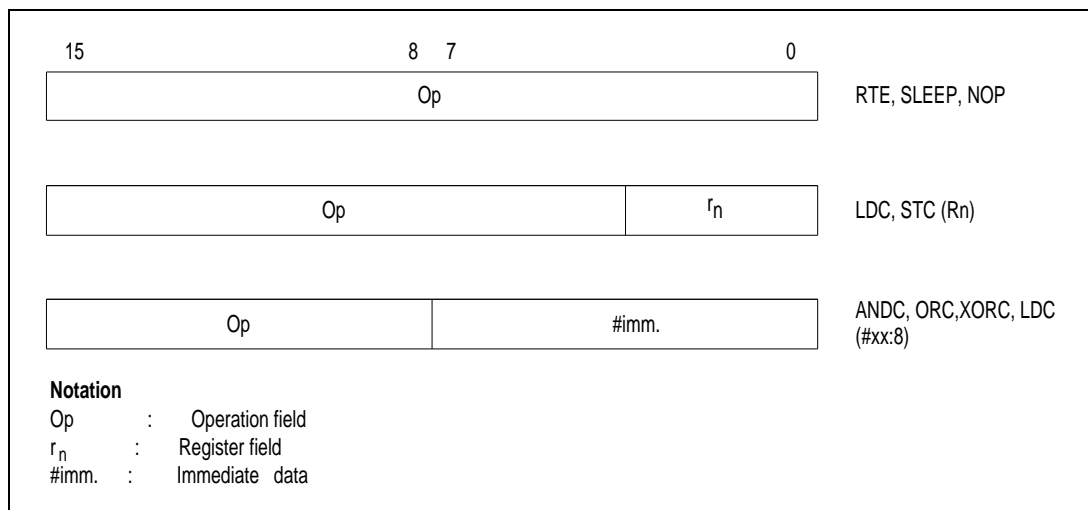 15 8 7 0
Op RTE, SLEEP, NOP
Op rn LDC, STC (Rn)
Op #imm. ANDC, ORC,XORC, LDC
(#xx:8)
Notation
Op : Operation field
rn : Register field
#imm. : Immediate data